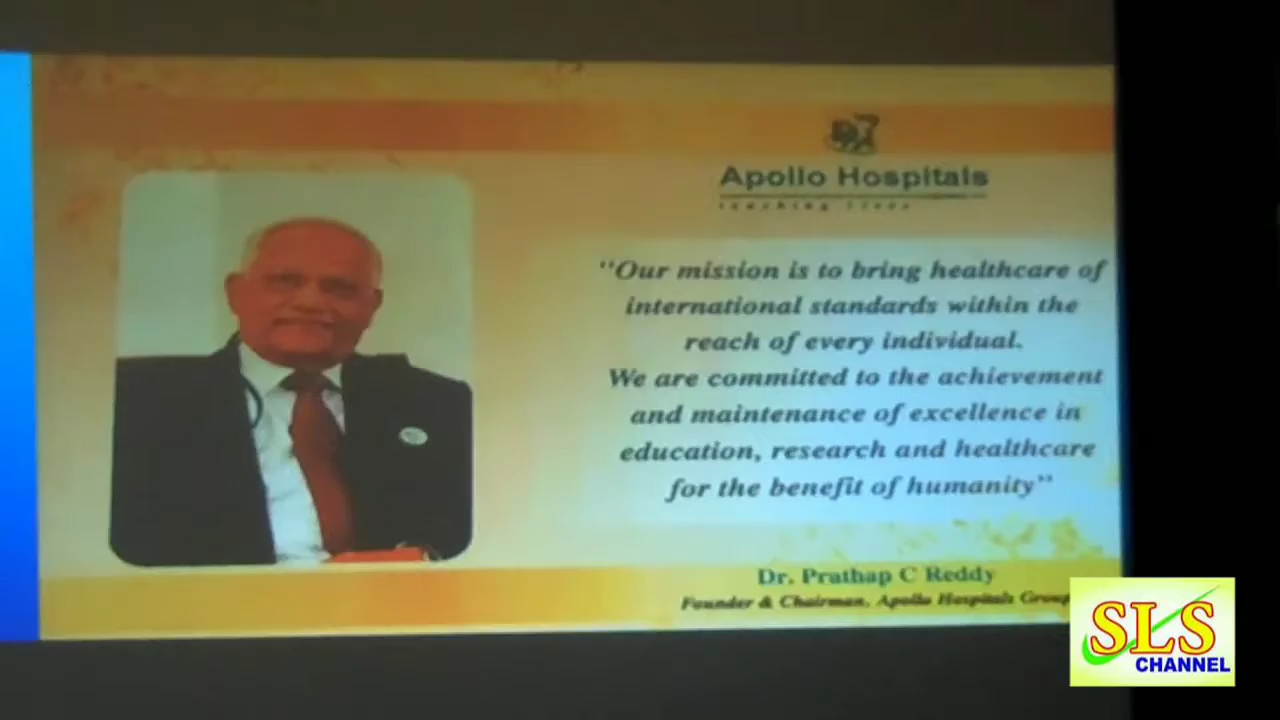 Apollo Hospitals
touching lives
"Our mission is to bring healthcare of
international standards within the
reach of every individual.
We are committed to the achievement
and maintenance of excellence in
education, research and healthcare
for the benefit of humanity"
Dr. Prathap C Reddy
Founder & Chairman, Apollo Hospitals Group
SLS
CHANNEL